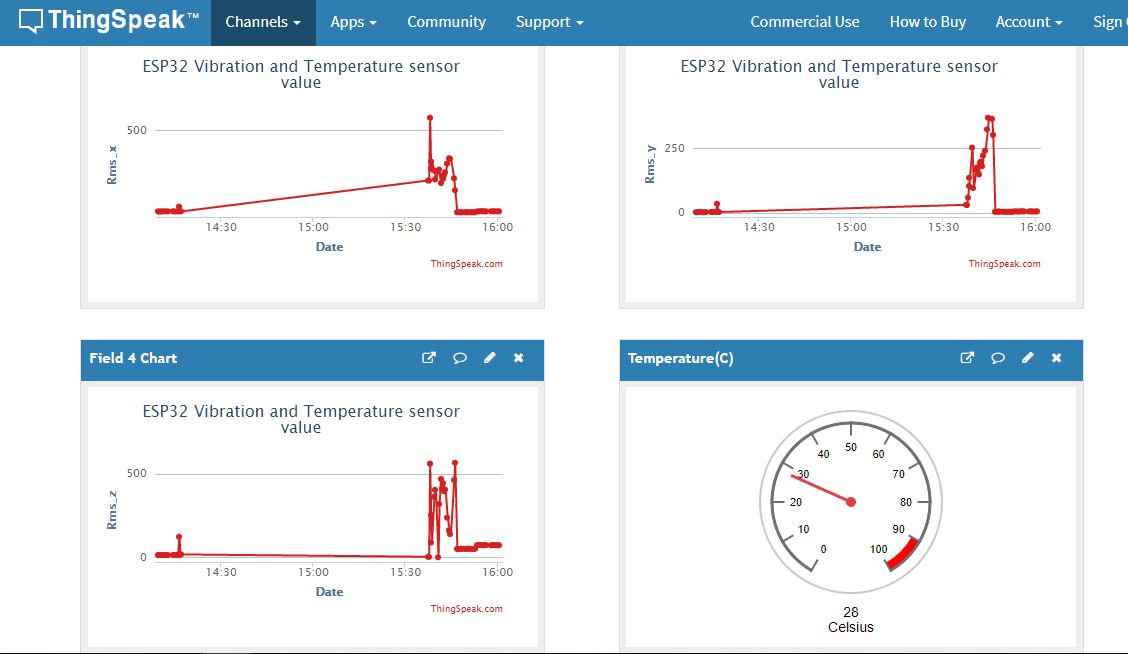 ThingSpeak™ Channels Apps Community Support Commercial Use How to Buy Account Sign
ESP32 Vibration and Temperature sensor
value
500
Rms_x
14:30 15:00 15:30 16:00
Date
ThingSpeak.com
ESP32 Vibration and Temperature sensor
value
250
0
Rms_y
14:30 15:00 15:30 16:00
Date
ThingSpeak.com
Field 4 Chart
ESP32 Vibration and Temperature sensor
value
500
0
Rms_z
14:30 15:00 15:30 16:00
Date
ThingSpeak.com
Temperature(C)
0
10
20
30
40
50
60
70
80
90
100
28
Celsius